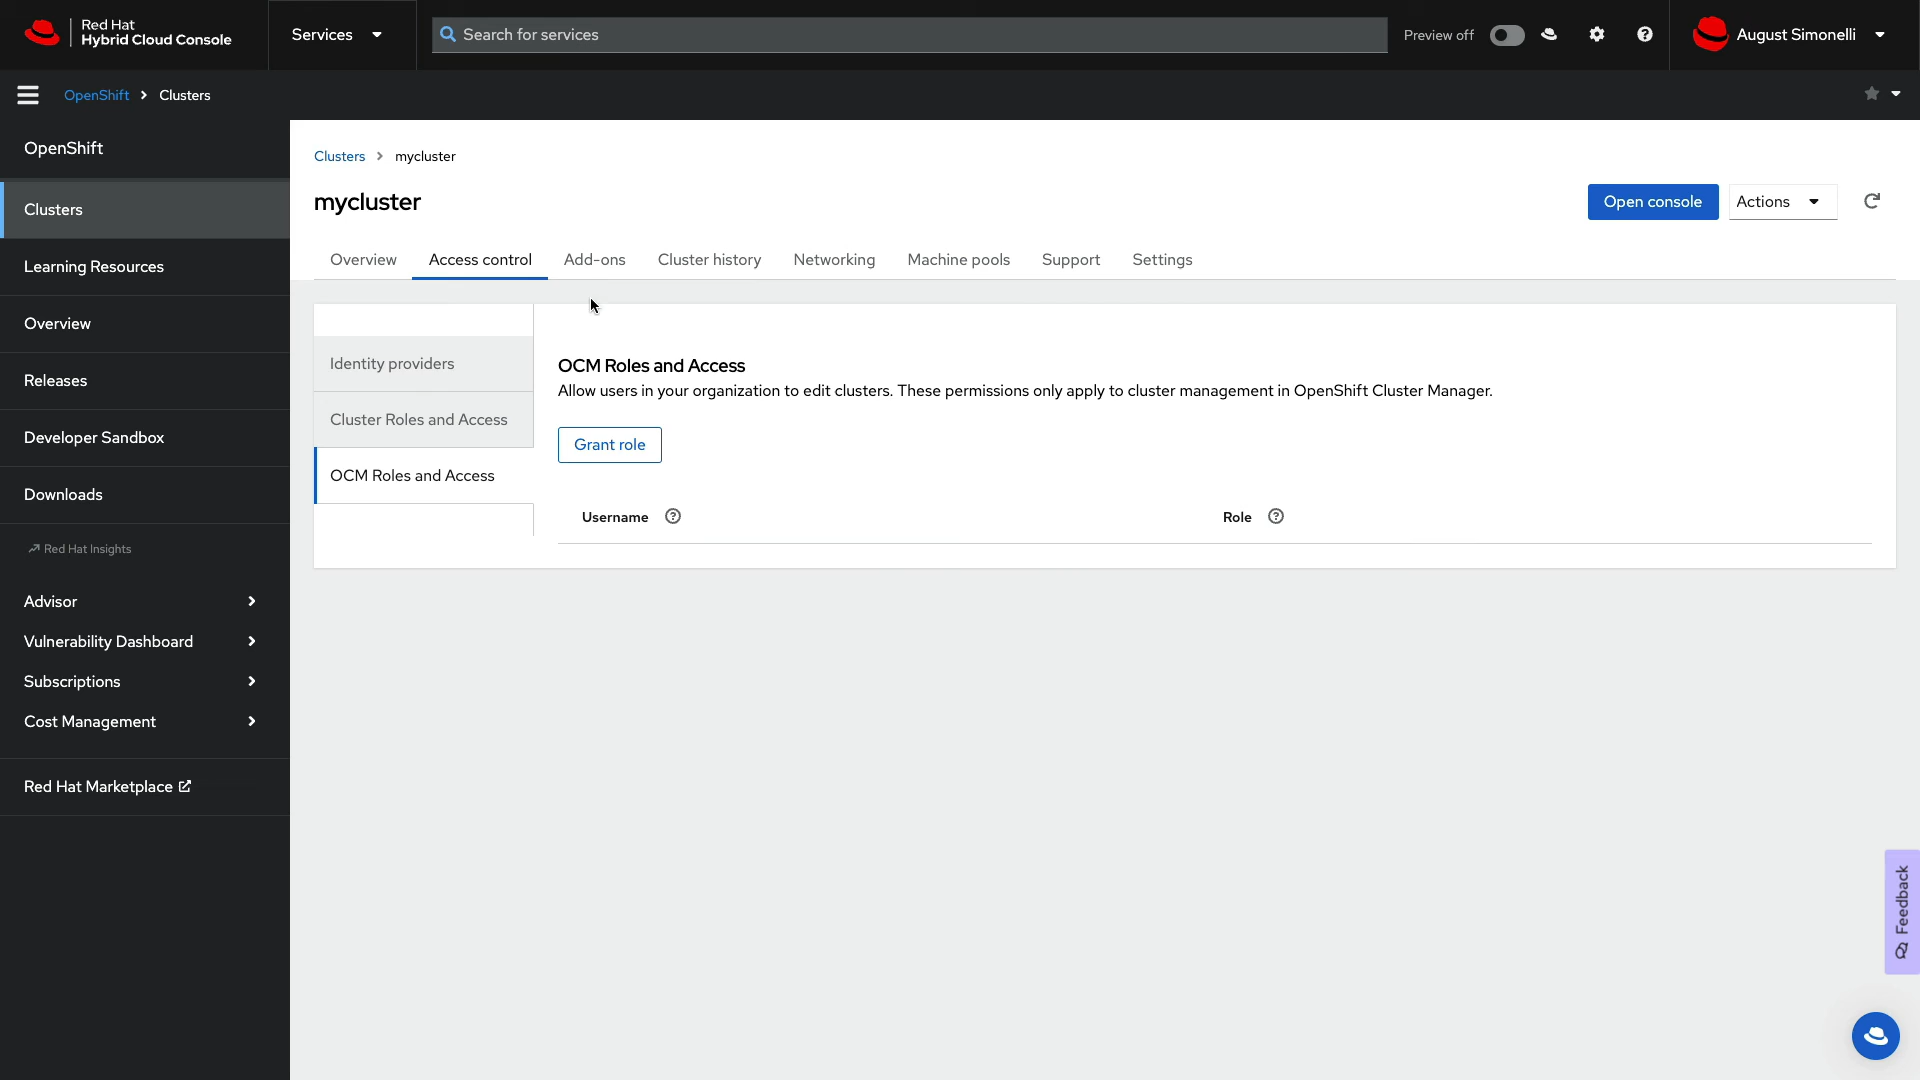 Red Hat
Hybrid Cloud Console
Services
Search for services
Preview off
August Simonelli
OpenShift
Clusters
OpenShift
Clusters
Learning Resources
Overview
Releases
Developer Sandbox
Downloads
Red Hat Insights
Advisor
Vulnerability Dashboard
Subscriptions
Cost Management
Red Hat Marketplace
Clusters
mycluster
mycluster
Open console
Actions
Overview
Access control
Add-ons
Cluster history
Networking
Machine pools
Support
Settings
Identity providers
Cluster Roles and Access
OCM Roles and Access
OCM Roles and Access
Allow users in your organization to edit clusters. These permissions only apply to cluster management in OpenShift Cluster Manager.
Grant role
Username
Role
Feedback